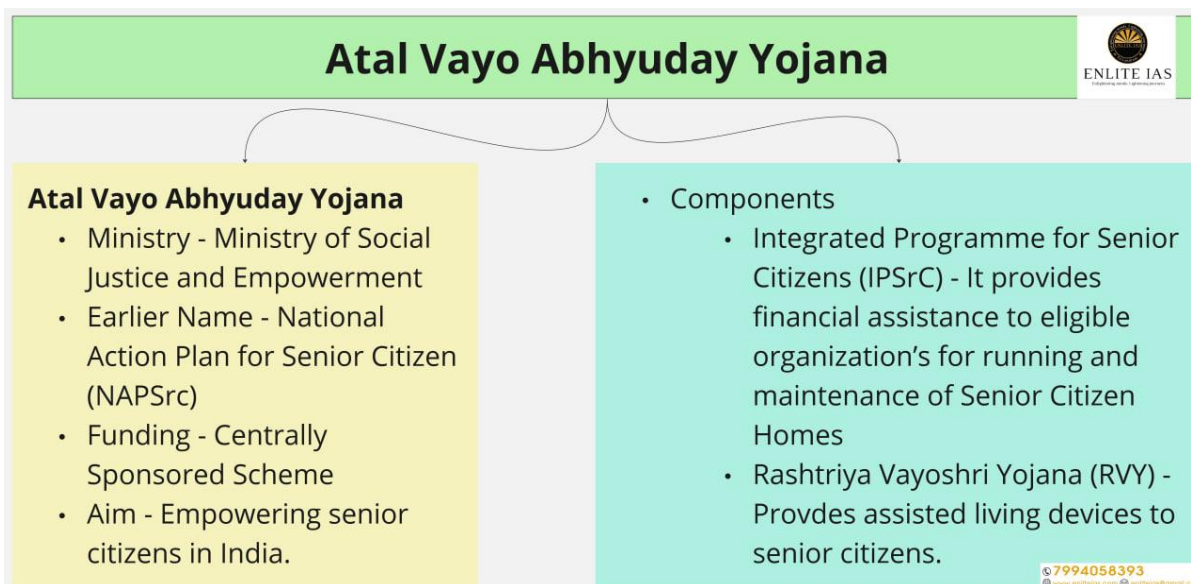 Atal Vayo Abhyuday Yojana
ENLITE IAS
Atal Vayo Abhyuday Yojana
• Ministry - Ministry of Social
Justice and Empowerment
• Earlier Name - National
Action Plan for Senior Citizen
(NAPSrc)
• Funding - Centrally
Sponsored Scheme
• Aim - Empowering senior
citizens in India.
• Components
• Integrated Programme for Senior
Citizens (IPSrC) - It provides
financial assistance to eligible
organization’s for running and
maintenance of Senior Citizen
Homes
• Rashtriya Vayoshri Yojana (RVY) -
Provdes assisted living devices to
senior citizens.
7994058393